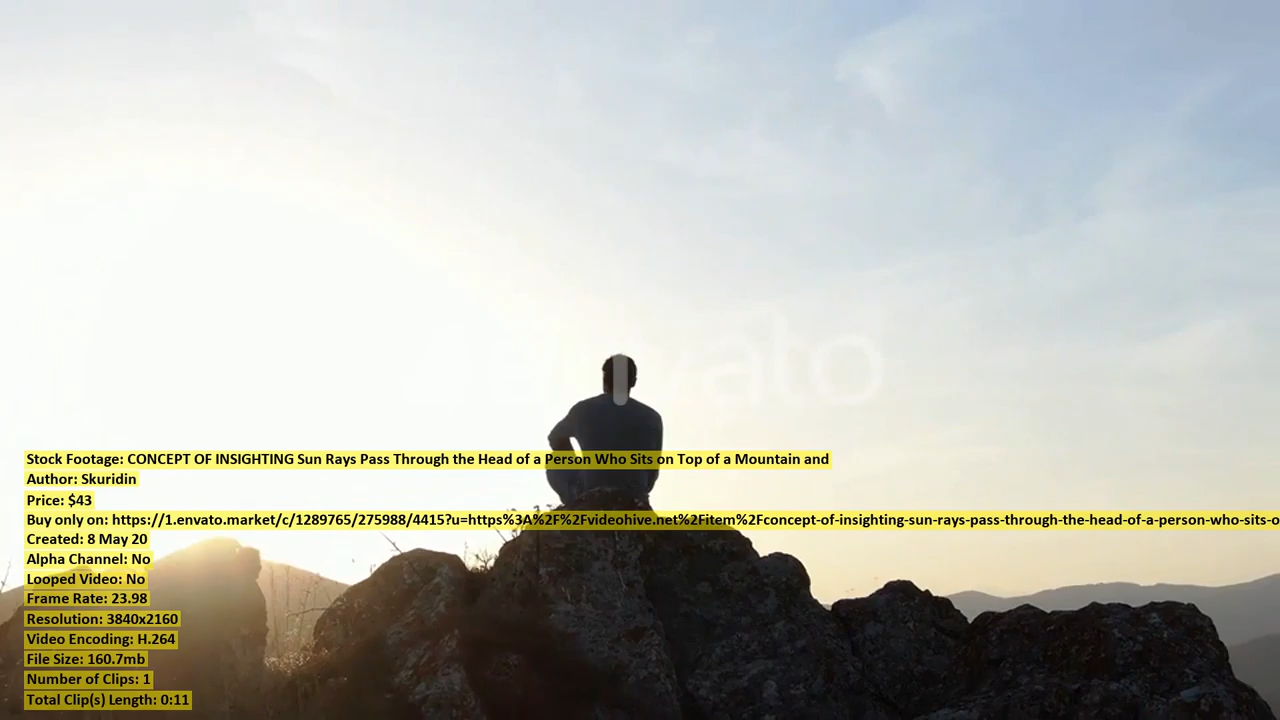 envato
Stock Footage: CONCEPT OF INSIGHTING Sun Rays Pass Through the Head of a Person Who Sits on Top of a Mountain and
Author: Skuridin
Price: $43
Buy only on: https://1.envato.market/c/1289765/275988/4415?u=https%3A%2F%2Fvideohive.net%2Fitem%2Fconcept-of-insighting-sun-rays-pass-through-the-head-of-a-person-who-sits-o
Created: 8 May 20
Alpha Channel: No
Looped Video: No
Frame Rate: 23.98
Resolution: 3840x2160
Video Encoding: H.264
File Size: 160.7mb
Number of Clips: 1
Total Clip(s) Length: 0:11